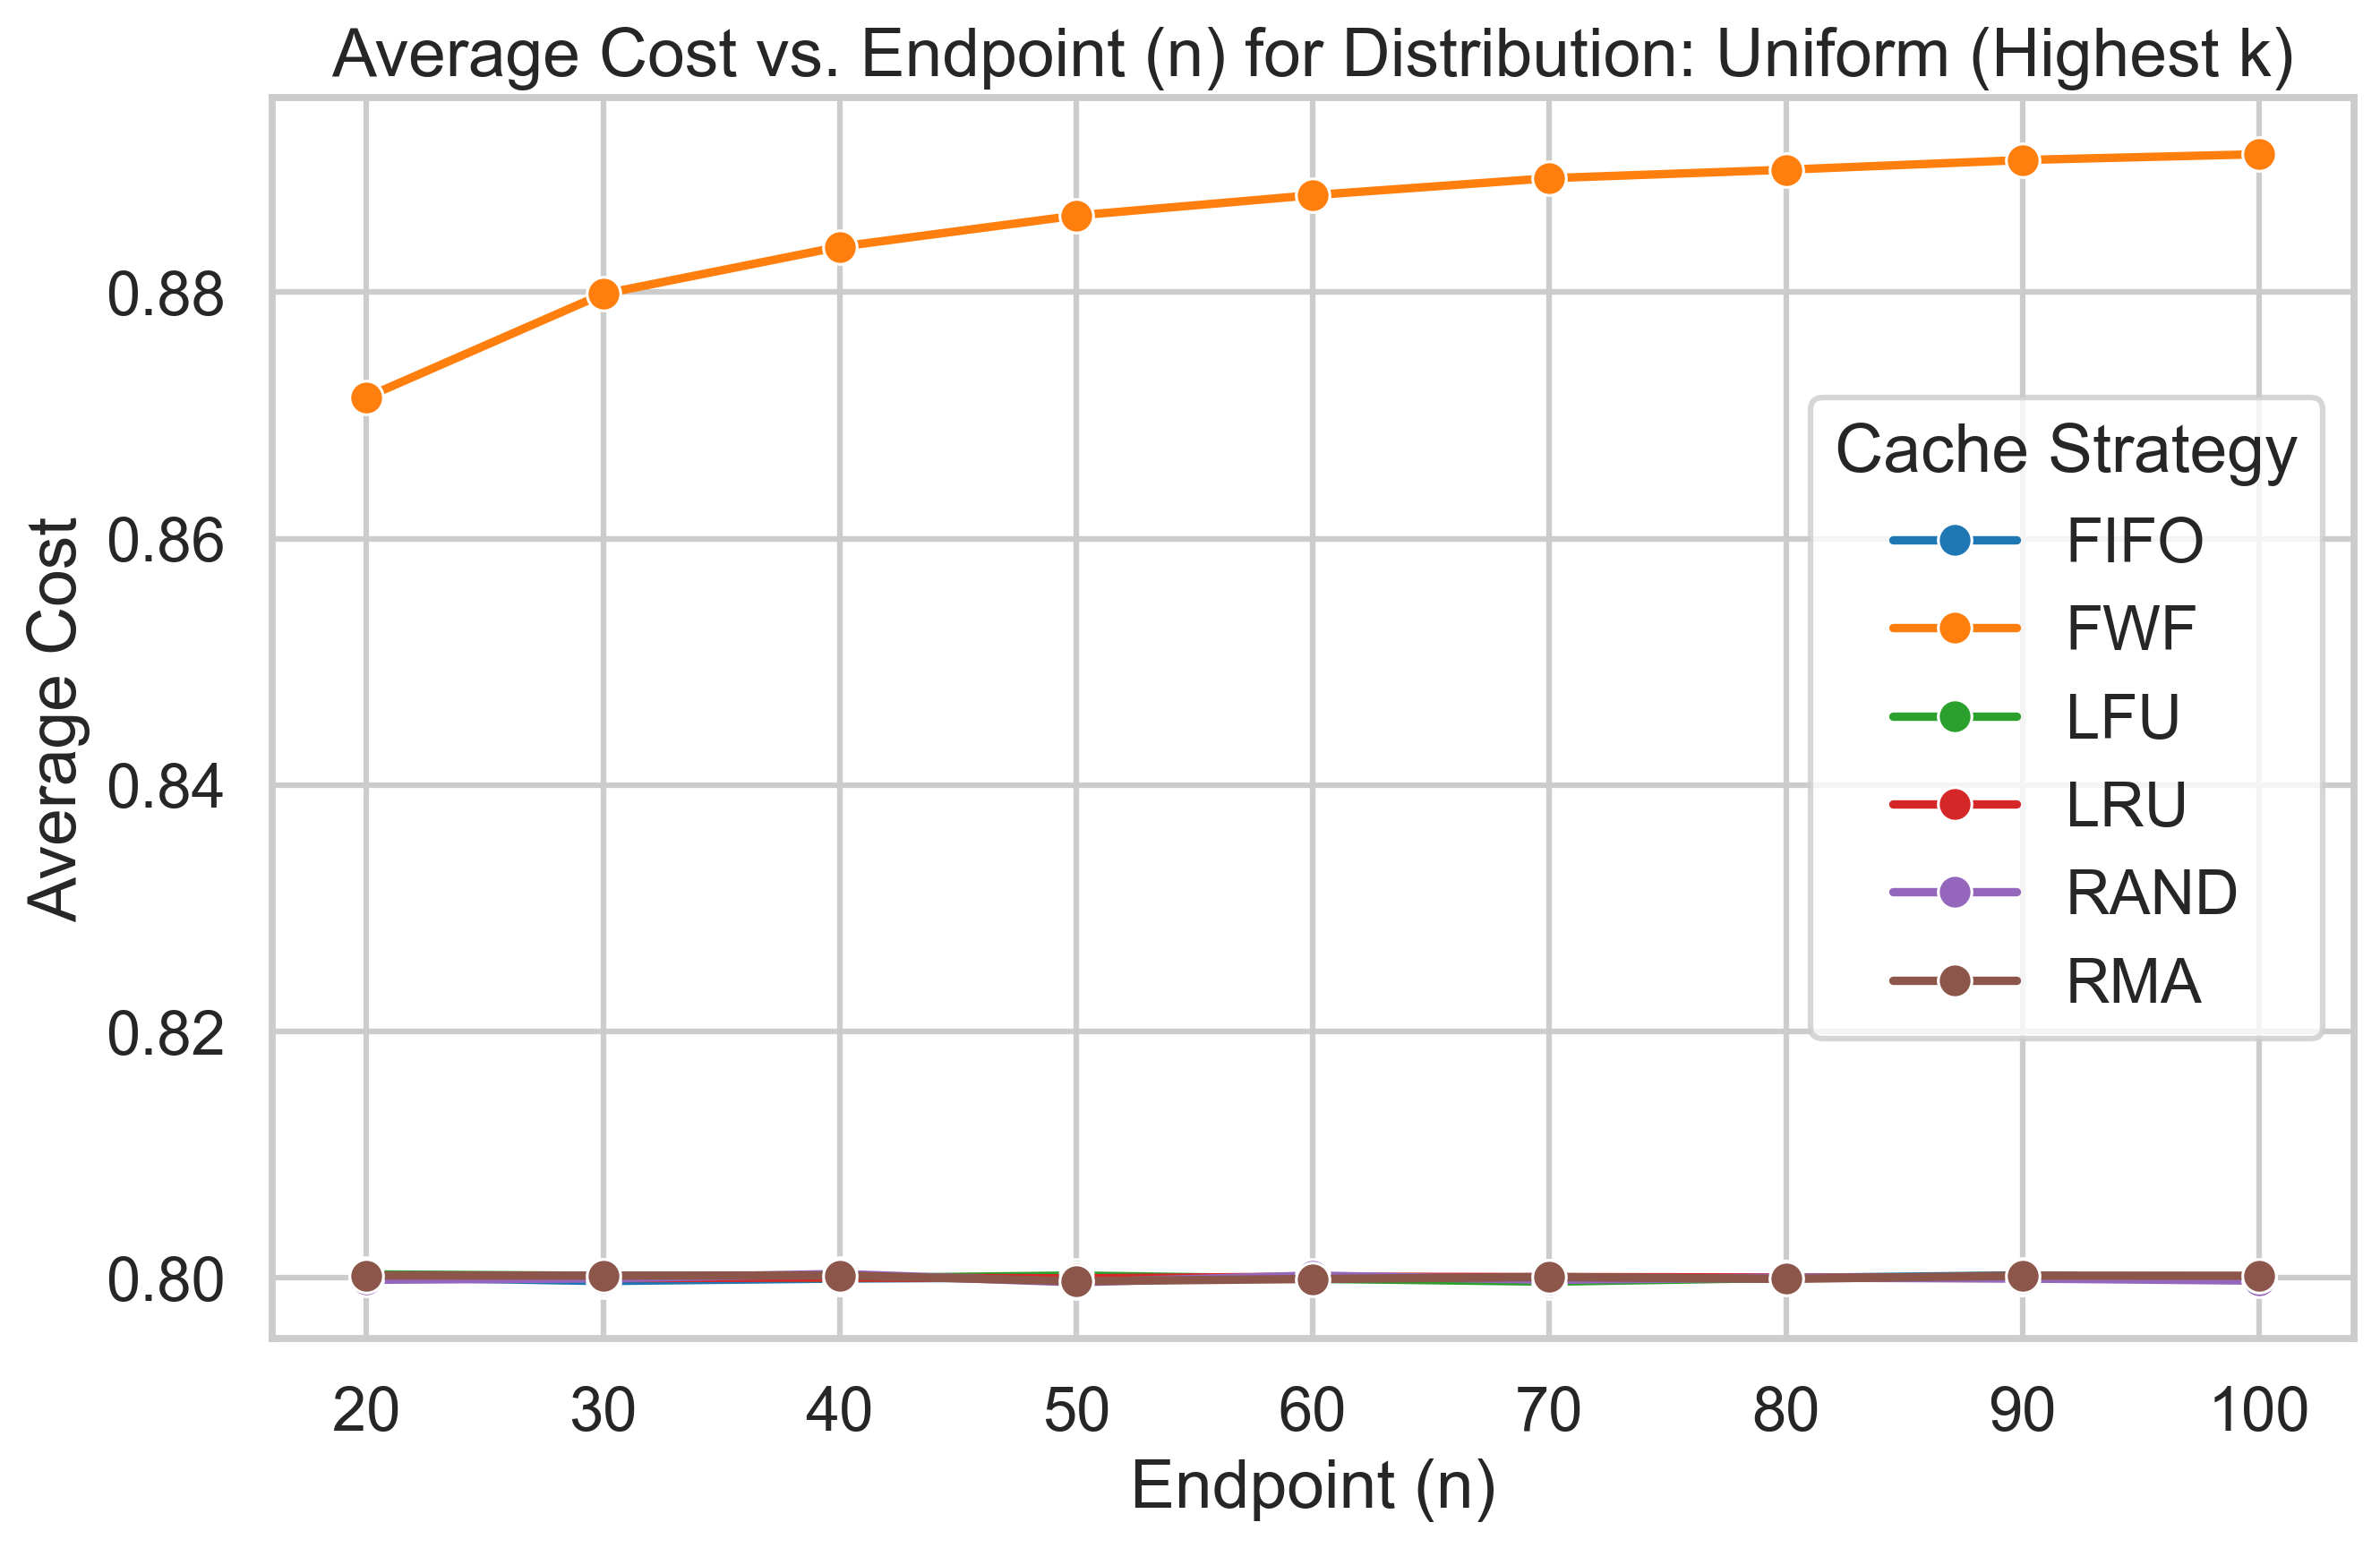 Average Cost vs. Endpoint (n) for Distribution: Uniform (Highest k)
Average Cost
0.88
0.86
0.84
0.82
0.80
Cache Strategy
FIFO
FWF
LFU
LRU
RAND
RMA
20 30 40 50 60 70 80 90 100
Endpoint (n)